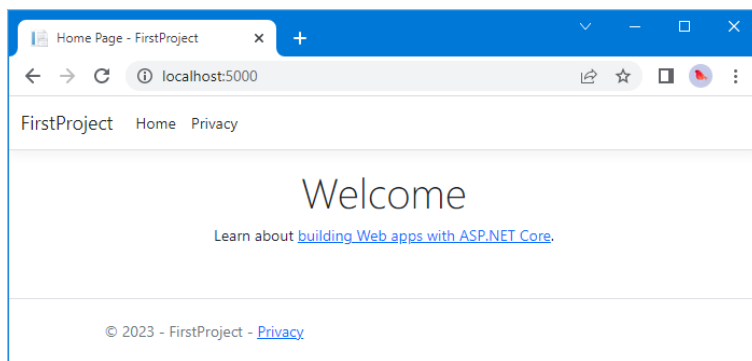 Home Page - FirstProject
localhost:5000
FirstProject Home Privacy
Welcome
Learn about building Web apps with ASP.NET Core.
© 2023 - FirstProject - Privacy